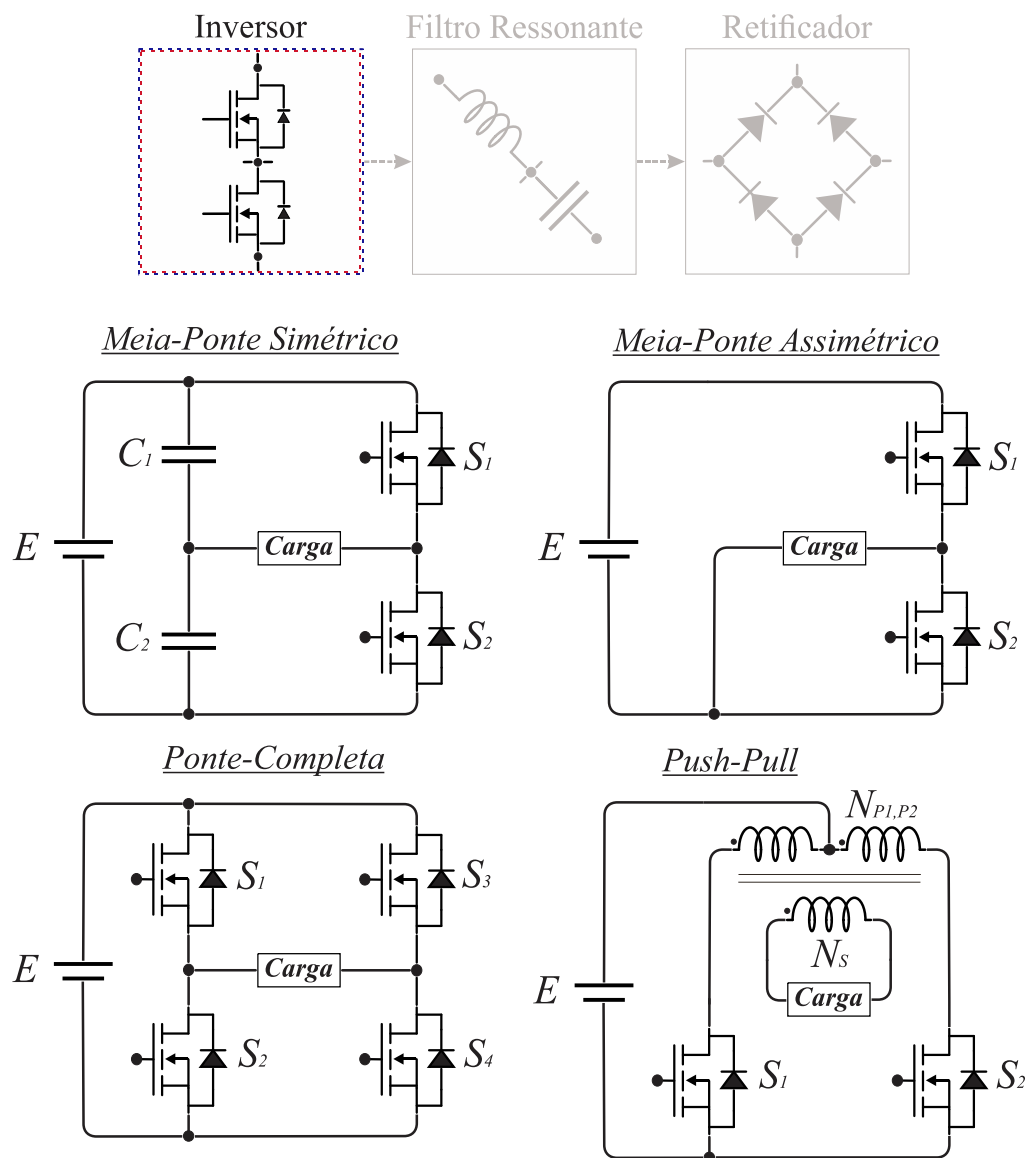 Inversor
Filtro Ressonante
Retificador
Meia-Ponte Simétrico
Meia-Ponte Assimétrico
C1
S1
E
Carga
C2
S2
S1
E
Carga
S2
Ponte-Completa
Push-Pull
S1
S3
E
Carga
S2
S4
NP1,P2
NS
E
Carga
S1
S2